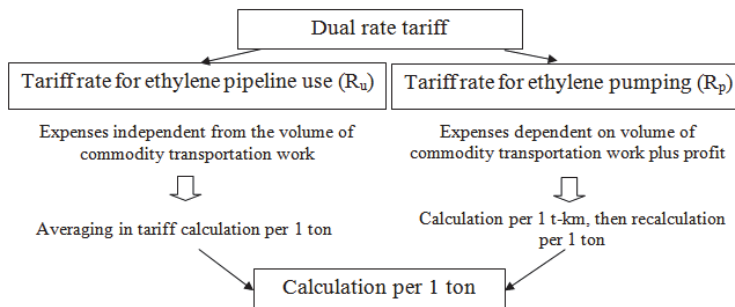 Dual rate tariff
Tariff rate for ethylene pipeline use (Ru)
Tariff rate for ethylene pumping (Rp)
Expenses independent from the volume of
commodity transportation work
Expenses dependent on volume of
commodity transportation work plus profit
Averaging in tariff calculation per 1 ton
Calculation per 1 t-km, then recalculation
per 1 ton
Calculation per 1 ton